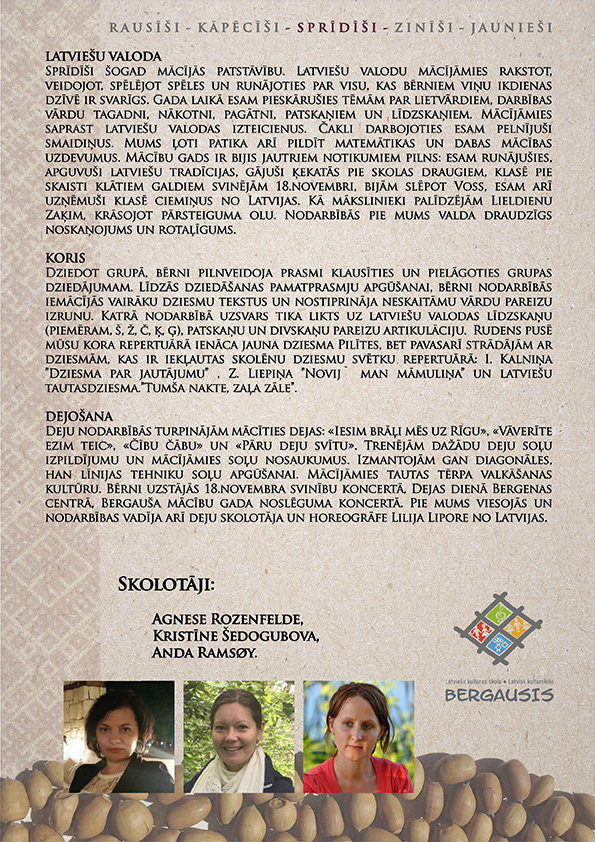 RAUSĪŠI - KĀPĒCĪŠI - SPRĪDĪŠI - ZINĪŠI - JAUNIEŠI
LATVIEŠU VALODA
SPRĪDĪŠI ŠOGAD MĀCĪJĀS PATSTĀVĪBU. LATVIEŠU VALODU MĀCĪJĀMIES RAKSTOT,
VEIDOJOT, SPĒLĒJOT SPĒLES UN RUNĀJOTIES PAR VISU, KAS BĒRNIEM VIŅU IKDIENAS
DZĪVĒ IR SVARĪGS. GADA LAIKĀ ESAM PIESKĀRUŠIES TĒMĀM PAR LIETVĀRDIEM, DARBĪBAS
VĀRDU TAGADNI, NĀKOTNI, PAGĀTNI, PATSKAŅIEM UN LĪDZSKAŅIEM. MĀCĪJĀMIES
SAPRAST LATVIEŠU VALODAS IZTEICIENUS. ČAKLI DARBOJOTIES ESAM PELNĪJUŠI
SMAIDIŅUS. MUMS ĻOTI PATIKA ARĪ PILDĪT MATEMĀTIKAS UN DABAS MĀCĪBAS
UZDEVUMUS. MĀCĪBU GADS IR BIJIS JAUTRIEM NOTIKUMIEM PILNS: ESAM RUNĀJUŠIES,
APGUVUŠI LATVIEŠU TRADĪCIJAS, GĀJUŠI ĶEKATĀS PIE SKOLAS DRAUGIEM, KLASĒ PIE
SKAISTI KLĀTIEM GALDIEM SVINĒJĀM 18.NOVEMBRI, BIJĀM SLĒPOT VOSS, ESAM ARĪ
UZŅĒMUŠI KLASĒ CIEMIŅUS NO LATVIJAS. KĀ MĀKSLINIEKI PALĪDZĒJĀM LIELDIENU
ZAĶIM, KRĀSOJOT PĀRSTEIGUMA OLU. NODARBĪBĀS PIE MUMS VALDA DRAUDZĪGS
NOSKAŅOJUMS UN ROTAĻĪGUMS.
KORIS
DZIEDOT GRUPĀ, BĒRNI PILNVEIDOJA PRASMI KLAUSĪTIES UN PIELĀGOTIES GRUPAS
DZIEDĀJUMAM. LĪDZĀS DZIEDĀŠANAS PAMATPRASMJU APGŪŠANAI, BĒRNI NODARBĪBĀS
IEMĀCĪJĀS VAIRĀKU DZIESMU TEKSTUS UN NOSTIPRINĀJA NESKAITĀMU VĀRDU PAREIZU
IZRUNU. KATRĀ NODARBĪBĀ UZSVARS TIKA LIKTS UZ LATVIEŠU VALODAS LĪDZSKAŅU
(PIEMĒRAM, Š, Ž, Č, Ķ, Ģ), PATSKAŅU UN DIVSKAŅU PAREIZU ARTIKULĀCIJU. RUDENS PUSĒ
MŪSU KORA REPERTUĀRĀ IENĀCA JAUNA DZIESMA PILĪTES, BET PAVASARĪ STRĀDĀJĀM AR
DZIESMĀM, KAS IR IEKĻAUTAS SKOLĒNU DZIESMU SVĒTKU REPERTUĀRĀ: I. KALNIŅA
"DZIESMA PAR JAUTĀJUMU" , Z. LIEPIŅA "NOVIJ¯ MAN MĀMULIŅA" UN LATVIEŠU
TAUTASDZIESMA."TUMŠA NAKTE, ZAĻA ZĀLE".
DEJOŠANA
DEJU NODARBĪBĀS TURPINĀJĀM MĀCĪTIES DEJAS: «IESIM BRĀĻI MĒS UZ RĪGU», «VĀVERĪTE
EZIM TEIC», «ČĪBU ČĀBU» UN «PĀRU DEJU SVĪTU». TRENĒJĀM DAŽĀDU DEJU SOĻU
IZPILDĪJUMU UN MĀCĪJĀMIES SOĻU NOSAUKUMUS. IZMANTOJĀM GAN DIAGONĀLES,
HAN LĪNIJAS TEHNIKU SOĻU APGŪŠANAI. MĀCĪJĀMIES TAUTAS TĒRPA VALKĀŠANAS
KULTŪRU. BĒRNI UZSTĀJĀS 18.NOVEMBRA SVINĪBU KONCERTĀ, DEJAS DIENĀ BERGENAS
CENTRĀ, BERGAUŠA MĀCĪBU GADA NOSLĒGUMA KONCERTĀ. PIE MUMS VIESOJĀS UN
NODARBĪBAS VADĪJA ARĪ DEJU SKOLOTĀJA UN HOREOGRĀFE LILIJA LIPORE NO LATVIJAS.
SKOLOTĀJI:
AGNESE ROZENFELDE,
KRISTĪNE ŠEDOGUBOVA,
ANDA RAMSØY.
Latviešu kultūras skola • Latvisk kulturskole
BERGAUSIS